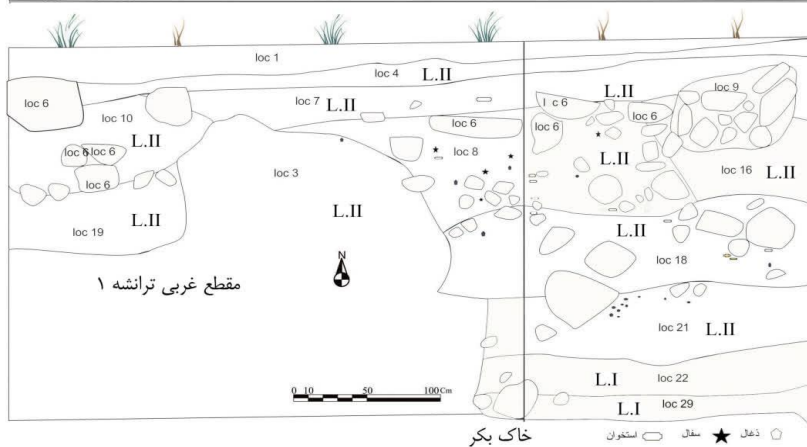 loc 1
loc 4 L.II
loc 6
loc 10
L.II
loc 7 L.II
loc 6
L.II
l c 6
loc 6
loc 6
loc 9
loc 6 loc 6
loc 6
loc 8
L.II
loc 3
L.II
loc 16 L.II
L.II
loc 19
L.II
loc 18
N
مقطع غربی ترانشه ۱
loc 21 L.II
L.I loc 22
L.I loc 29
0 10 50 100Cm
خاک بکر
ذغال سفال استخوان